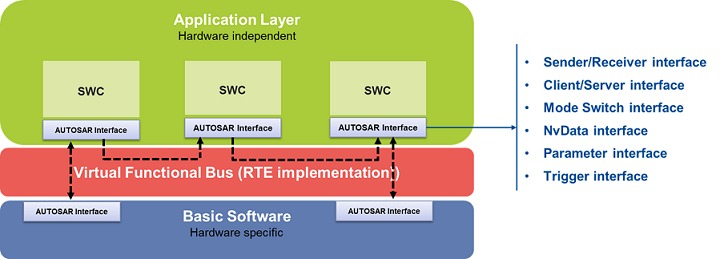 Application Layer
Hardware independent
SWC
SWC
SWC
AUTOSAR Interface
AUTOSAR Interface
AUTOSAR Interface
Virtual Functional Bus (RTE implementation )
AUTOSAR Interface
Basic Software
AUTOSAR Interface
Hardware specific
• Sender/Receiver interface
• Client/Server interface
• Mode Switch interface
• NvData interface
• Parameter interface
• Trigger interface